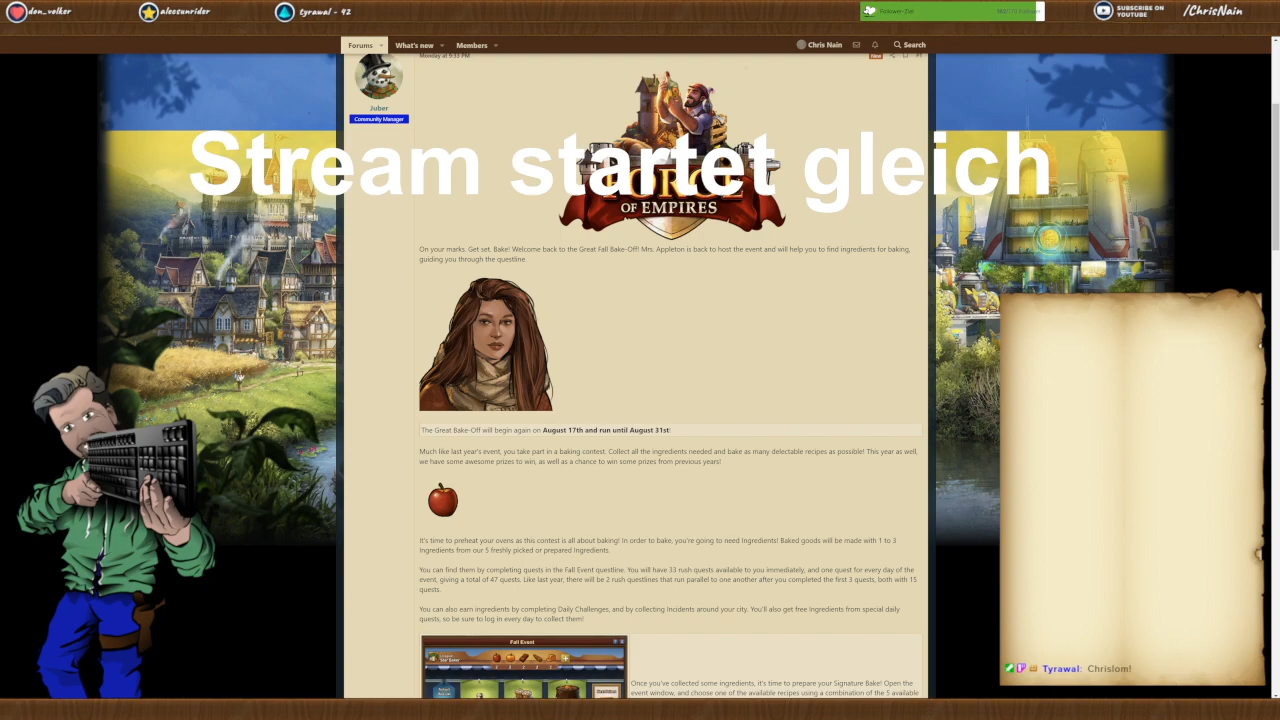 don_volker
aleesunrider
tyrawal - 92
Follower-Ziel
SUBSCRIBE ON
YOUTUBE
/ChrisNain
Forums
What's new
Members
Chris Nain
Search
Monday at 9:53 PM
New
Juber
Community Manager
Stream startet gleich
FORGE
OF EMPIRES
On your marks. Get set. Bake! Welcome back to the Great Fall Bake-Off! Mrs. Appleton is back to host the event and will help you to find ingredients for baking,
guiding you through the questline.
The Great Bake-Off will begin again on August 17th and run until August 31st!
Much like last year's event, you take part in a baking contest. Collect all the ingredients needed and bake as many delectable recipes as possible! This year as well,
we have some awesome prizes to win, as well as a chance to win some prizes from previous years!
It's time to preheat your ovens as this contest is all about baking! In order to bake, you're going to need Ingredients! Baked goods will be made with 1 to 3
Ingredients from our 5 freshly picked or prepared Ingredients.
You can find them by completing quests in the Fall Event questline. You will have 33 rush quests available to you immediately, and one quest for every day of the
event, giving a total of 47 quests. Like last year, there will be 2 rush questlines that run parallel to one another after you completed the first 3 quests, both with 15
quests.
You can also earn ingredients by completing Daily Challenges, and by collecting Incidents around your city. You'll also get free Ingredients from special daily
quests, so be sure to log in every day to collect them!
Fall Event
Once you've collected some ingredients, it's time to prepare your Signature Bake! Open the
event window, and choose one of the available recipes using a combination of the 5 available
Tyrawal: Chrislom!